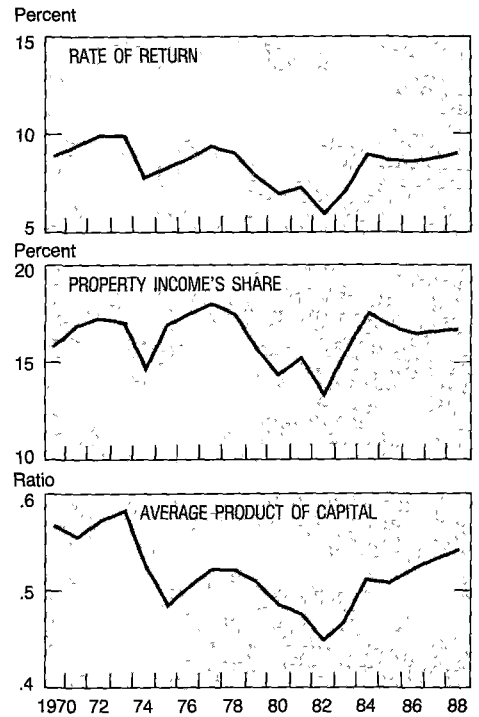 Percent
15
RATE OF RETURN
10
5
Percent
20
PROPERTY INCOME'S SHARE
15
10
Ratio
.6
AVERAGE PRODUCT OF CAPITAL
.5
.4
1970 72 74 76 78 80 82 84 86 88